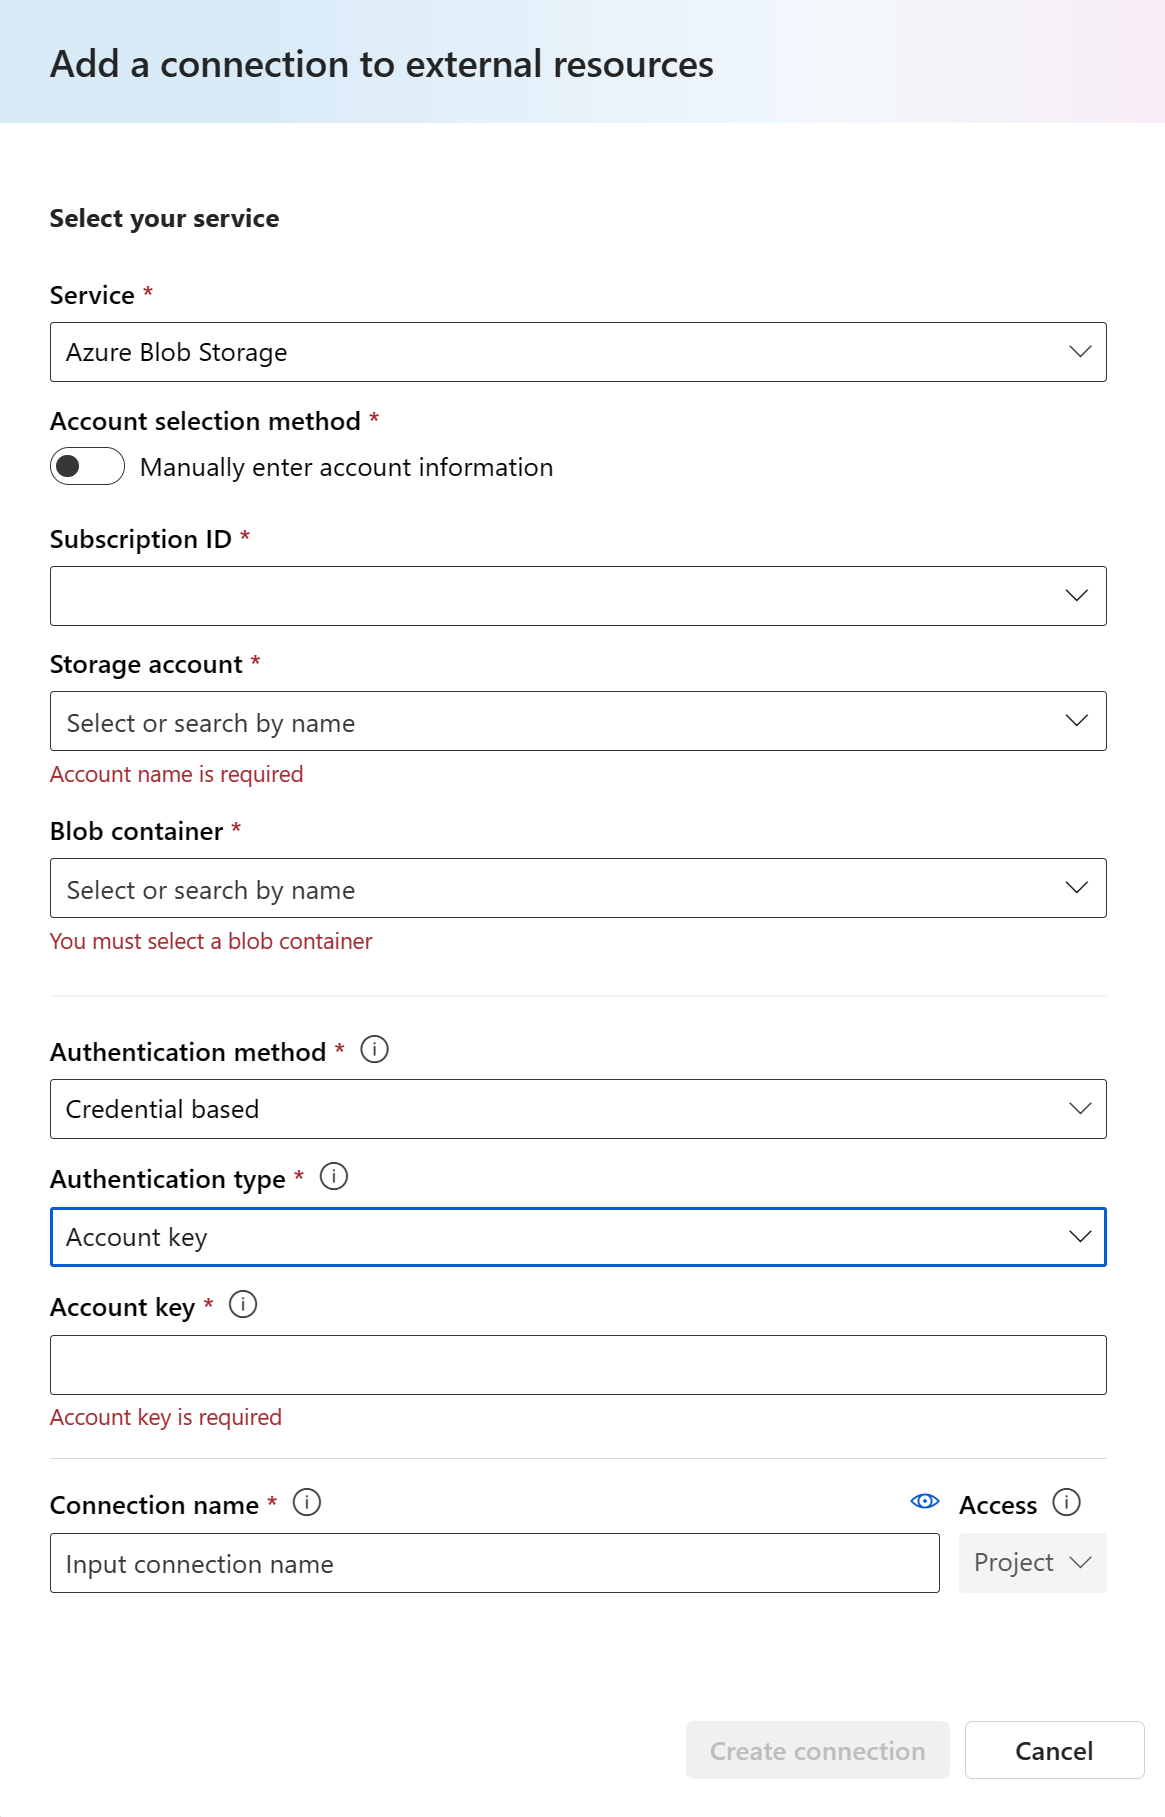 Add a connection to external resources
Select your service
Service *
Azure Blob Storage
Account selection method *
Manually enter account information
Subscription ID *
Storage account *
Select or search by name
Account name is required
Blob container *
Select or search by name
You must select a blob container
Authentication method *
Credential based
Authentication type *
Account key
Account key *
Account key is required
Connection name * Access
Input connection name Project
Create connection Cancel